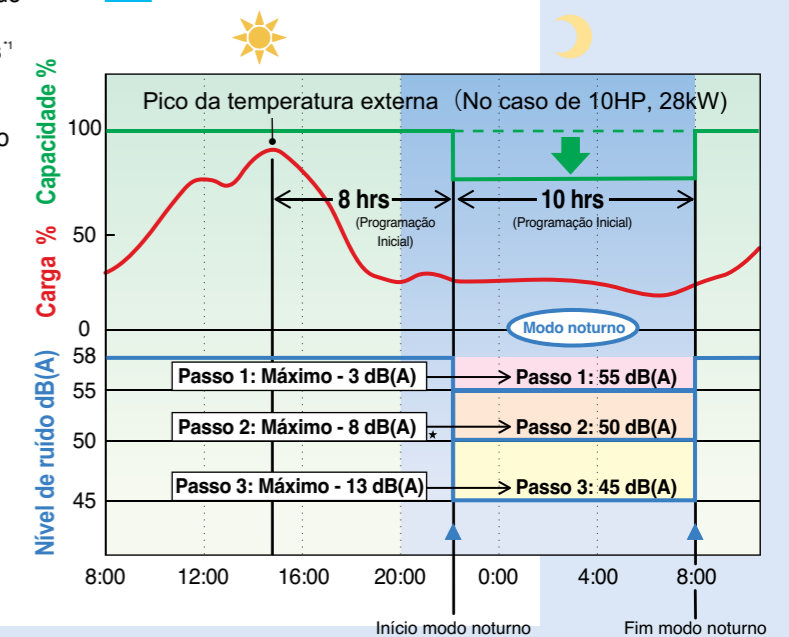 *1
o
Pico da temperatura externa (No caso de 10HP, 28kW)
Capacidade %
Carga %
Nível de ruído dB(A)
100
50
0
58
55
50
45
8 hrs
(Programação
Inicial)
10 hrs
(Programação Inicial)
Modo noturno
Passo 1: Máximo - 3 dB(A)
Passo 1: 55 dB(A)
Passo 2: Máximo - 8 dB(A)
★
Passo 2: 50 dB(A)
Passo 3: Máximo - 13 dB(A)
Passo 3: 45 dB(A)
8:00 12:00 16:00 20:00 0:00 4:00 8:00
Início modo noturno
Fim modo noturno